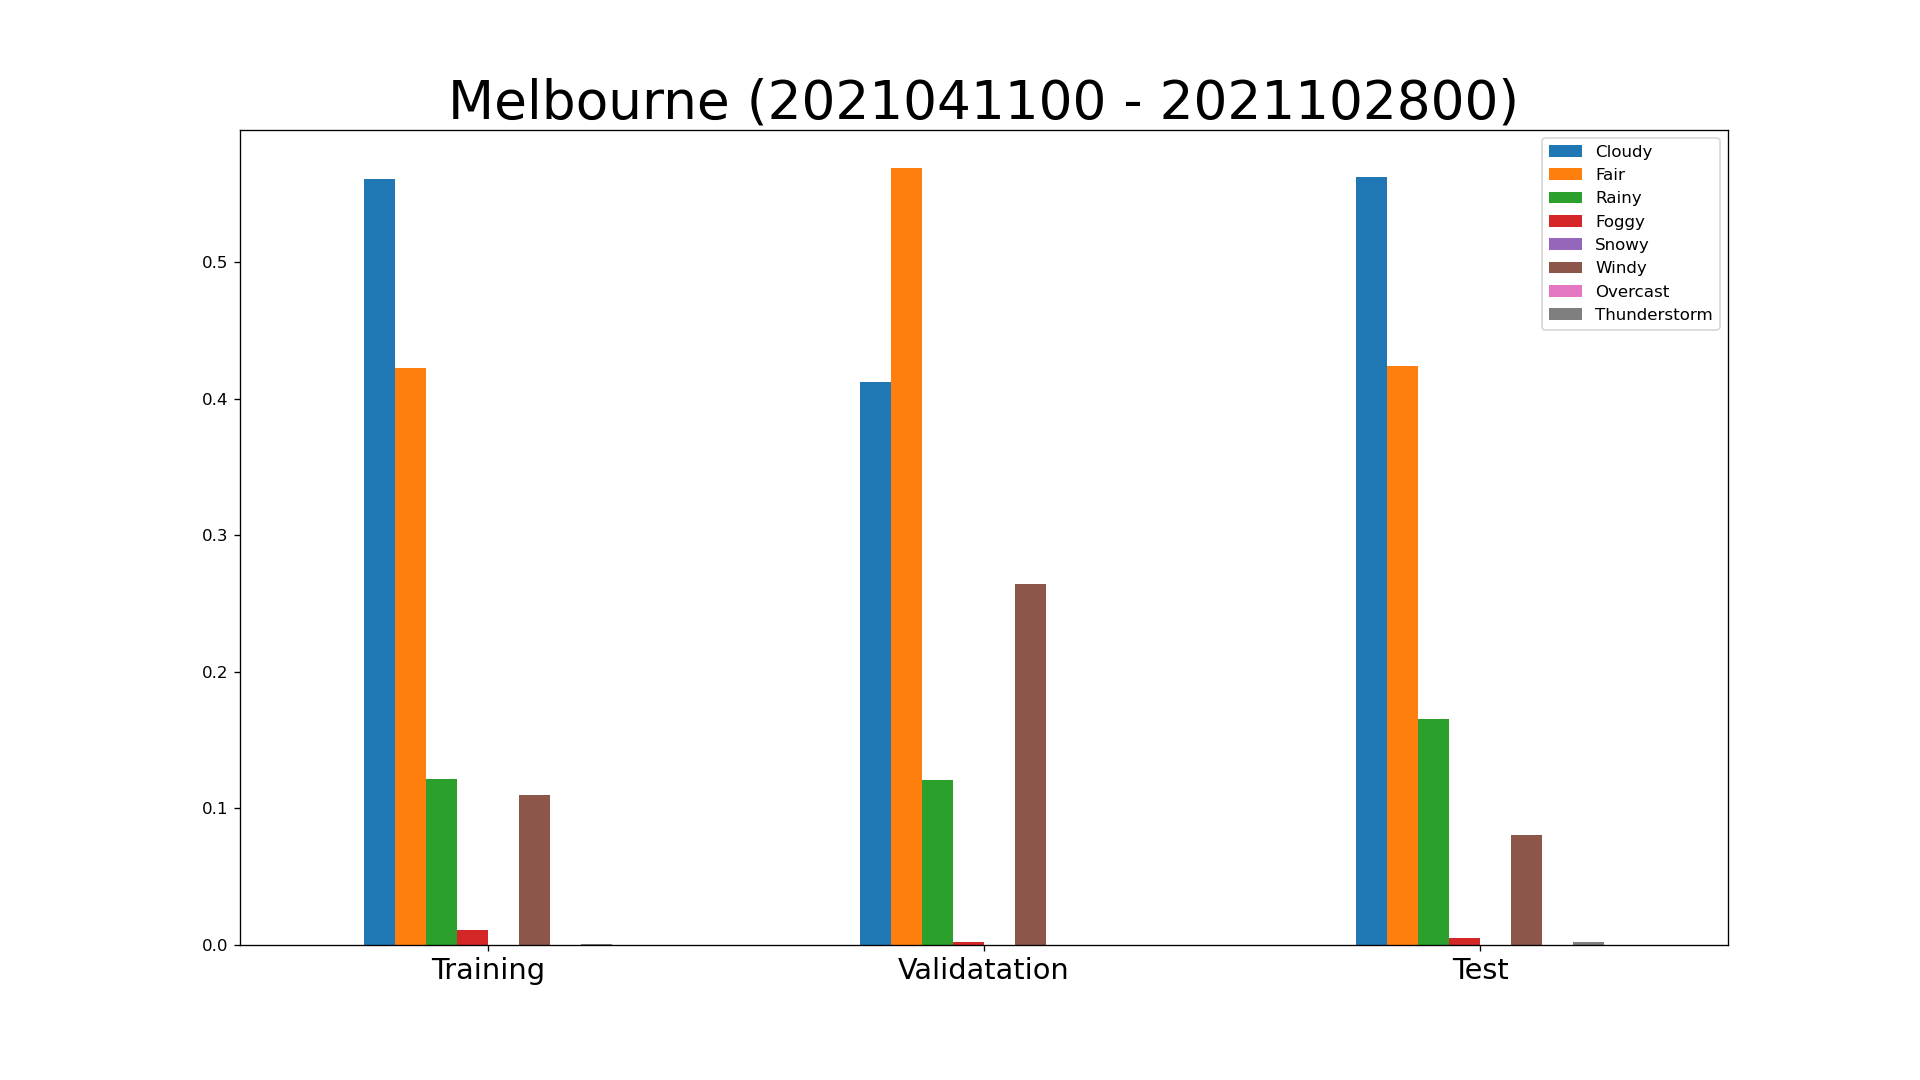 Melbourne (2021041100 - 2021102800)
Cloudy
Fair
Rainy
Foggy
Snowy
Windy
Overcast
Thunderstorm
0.5
0.4
0.3
0.2
0.1
0.0
Training Validatation Test